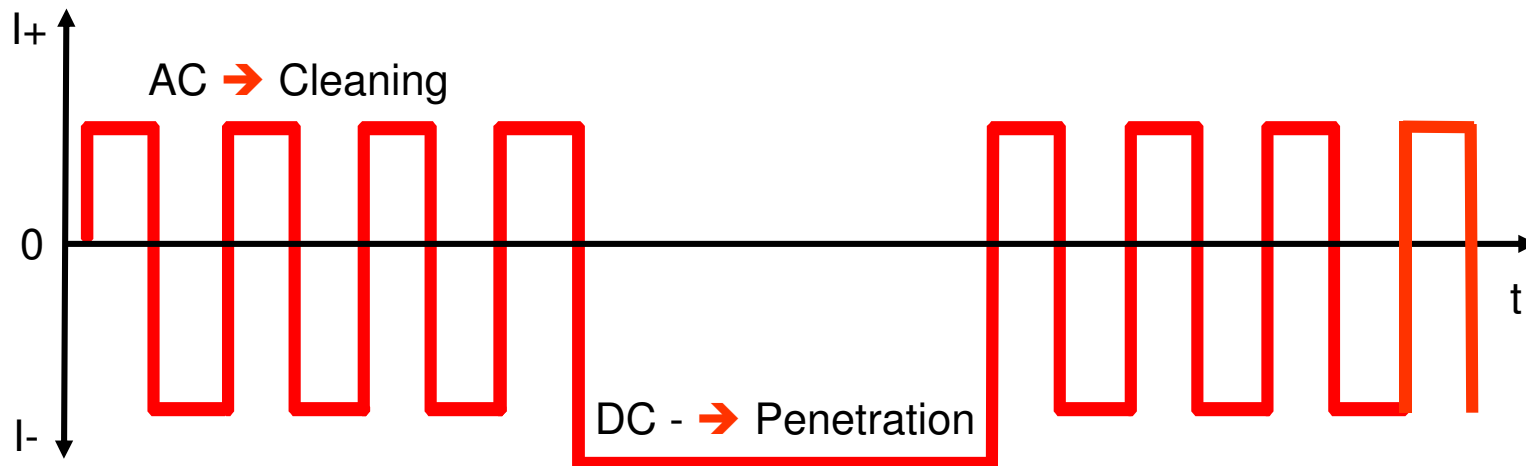 I+
AC ➔ Cleaning
0
t
DC - ➔ Penetration
I-